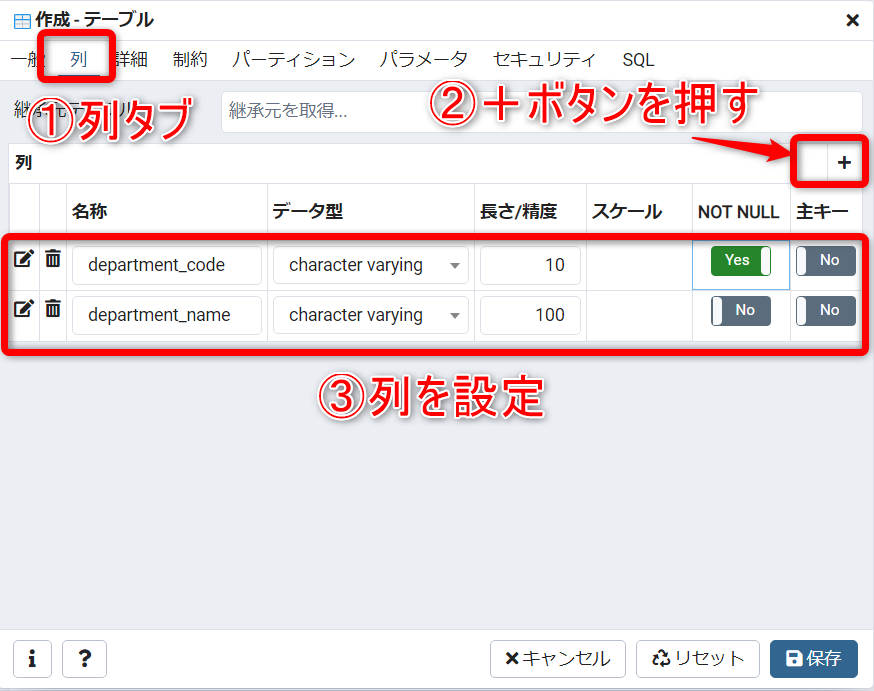 作成 - テーブル
一般 列 詳細 制約 パーティション パラメータ セキュリティ SQL
①列タブ
継承元を取得...
②＋ボタンを押す
列 +
名称 データ型 長さ/精度 スケール NOT NULL 主キー
department_code character varying 10 Yes No
department_name character varying 100 No No
③列を設定
i ? ×キャンセル リセット 保存